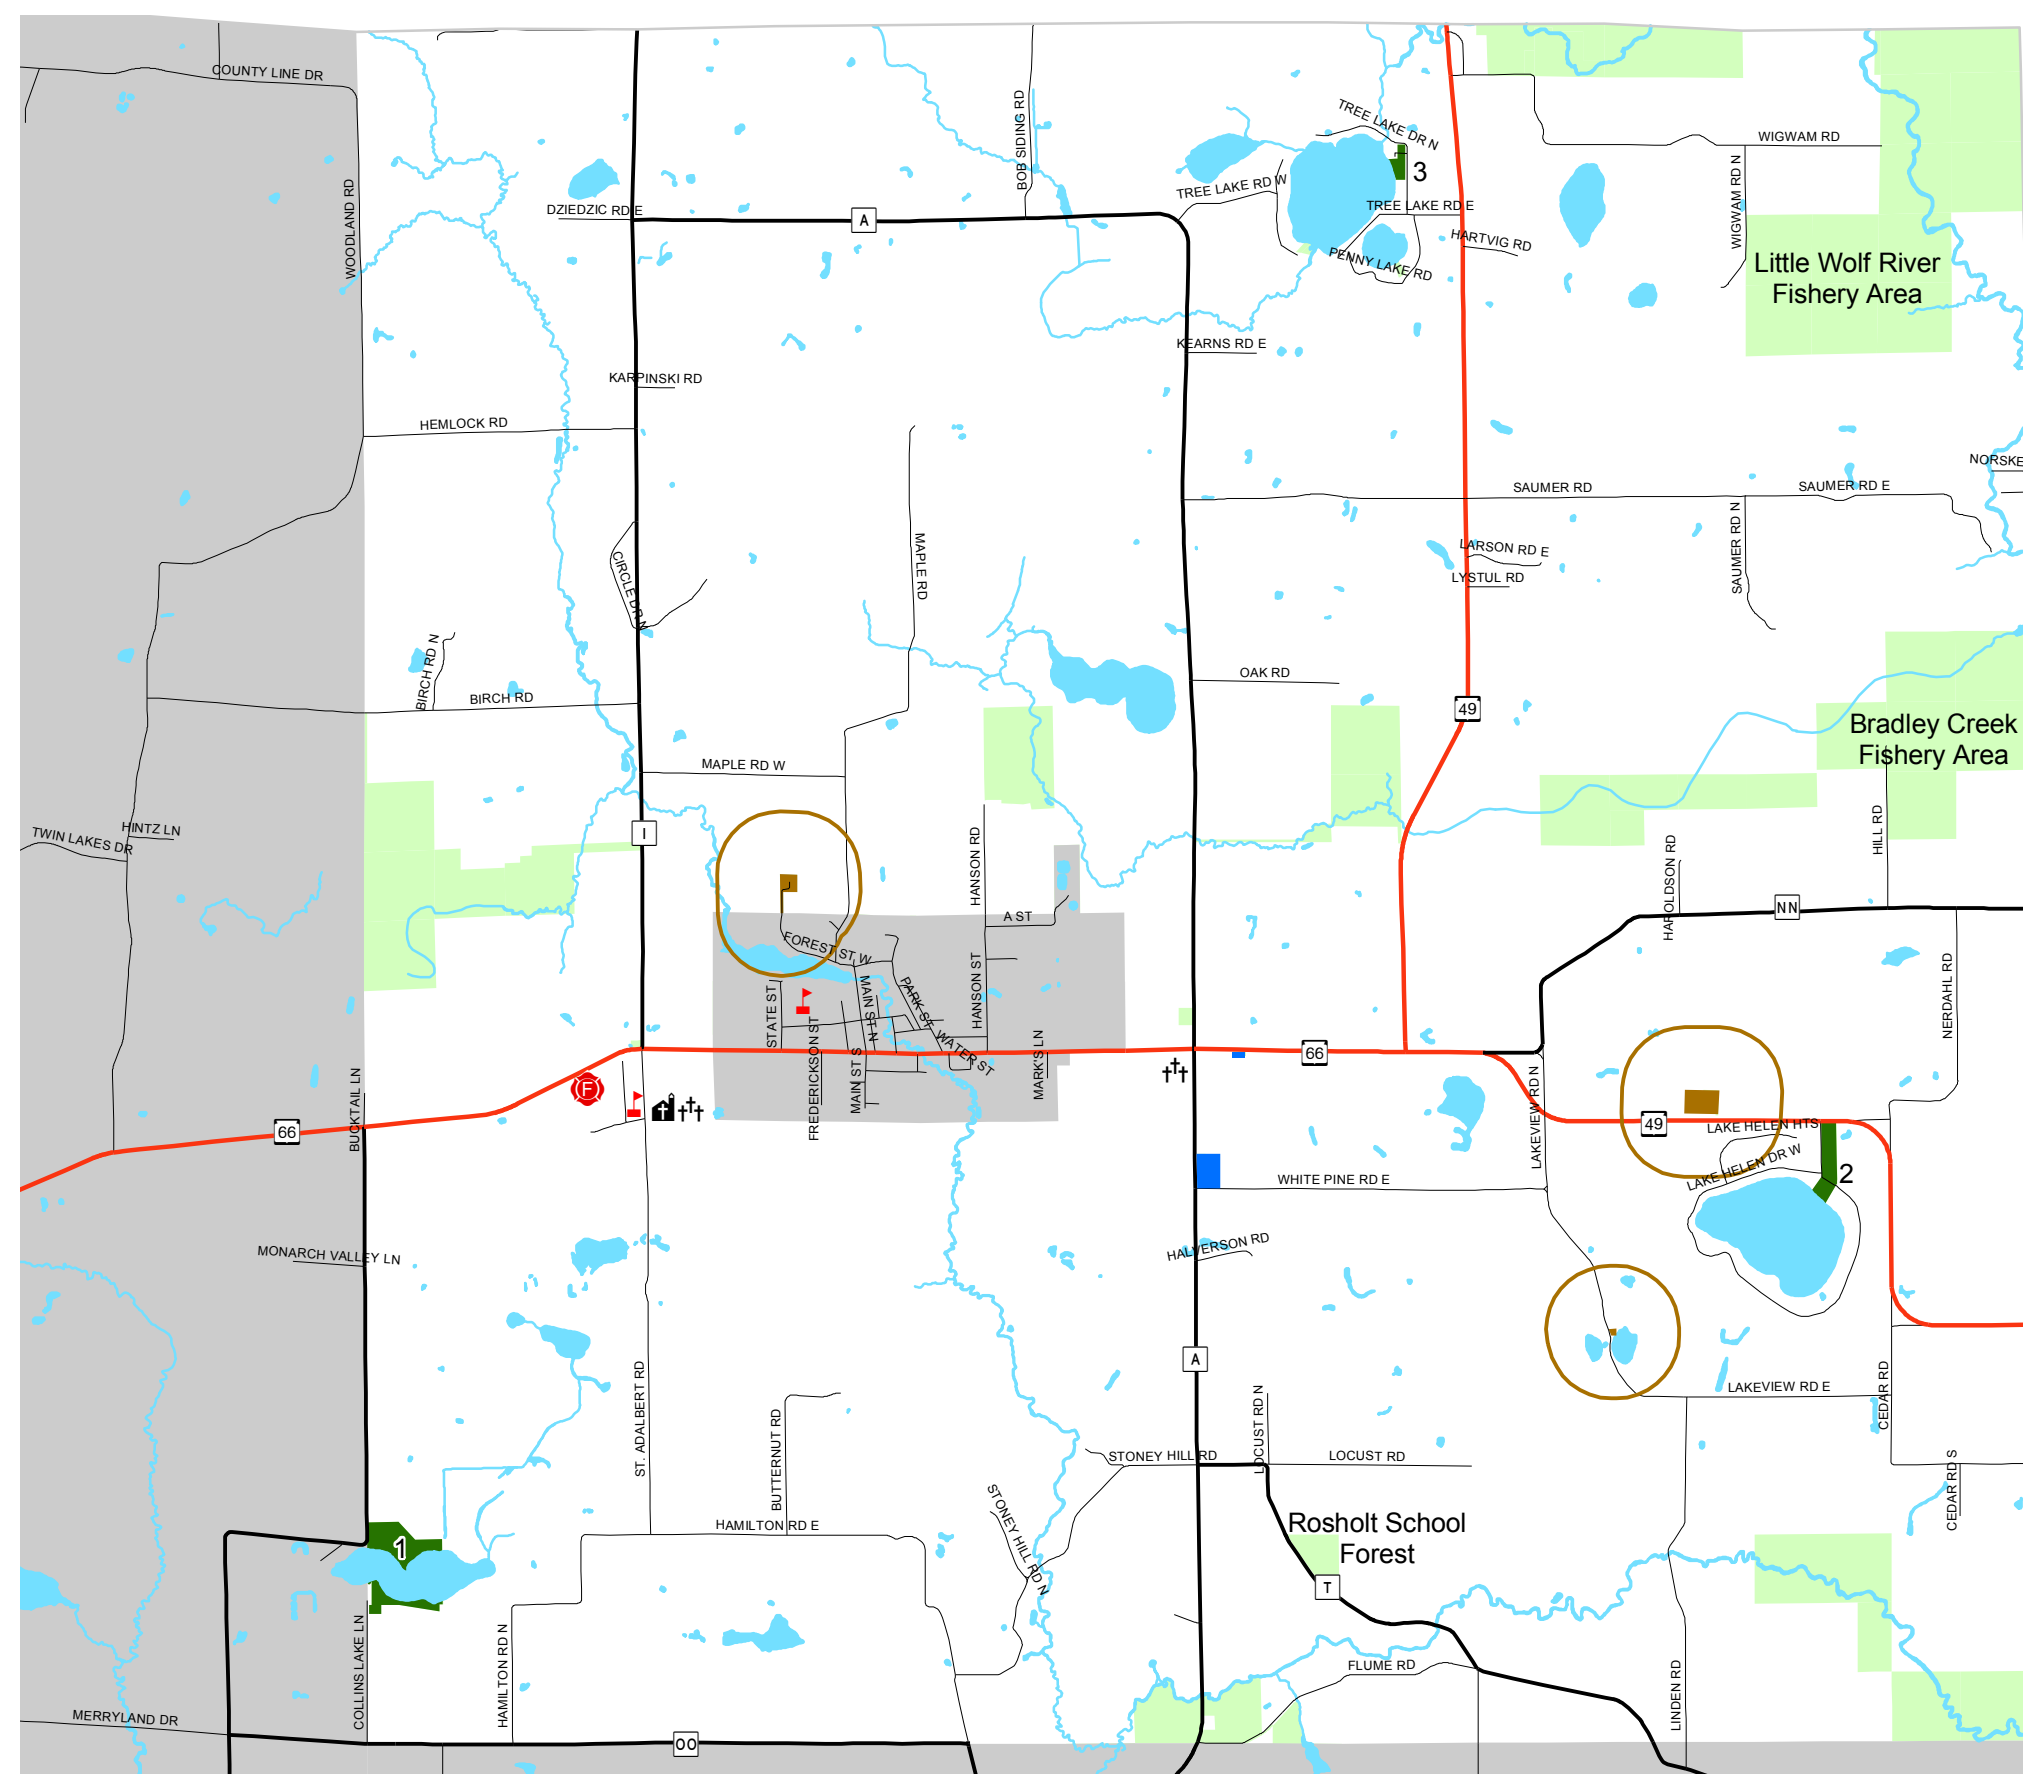 COUNTY LINE DR
BOB SIDING RD
TREE LAKE DR N
WIGWAM RD
3
WOODLAND RD
DZIEDZIC RD E
A
TREE LAKE RD W
TREE LAKE RD E
WIGWAM RD N
HARTVIG RD
PENNY LAKE RD
Little Wolf River
Fishery Area
KEARNS RD E
KARPINSKI RD
HEMLOCK RD
NORSKE
SAUMER RD
SAUMER RD E
SAUMER RD N
CIRCLE DR N
MAPLE RD
LARSON RD E
LYSTUL RD
BIRCH RD N
BIRCH RD
OAK RD
49
Bradley Creek
Fishery Area
MAPLE RD W
HINTZ LN
TWIN LAKES DR
I
HANSON RD
HAROLDSON RD
HILL RD
NN
A ST
FOREST ST W
STATE ST
MAIN ST N
PARK ST
HANSON ST
NERDAHL RD
FREDERICKSON ST
MAIN ST S
WATER ST
MARK'S LN
66
F
BUCKTAIL LN
66
LAKEVIEW RD N
49
LAKE HELEN HTS
LAKE HELEN DR W
2
WHITE PINE RD E
MONARCH VALLEY LN
HALVERSON RD
A
ST. ADALBERT RD
BUTTERNUT RD
LOCUST RD N
LAKEVIEW RD E
CEDAR RD
STONEY HILL RD
LOCUST RD
CEDAR RD S
STONEY HILL RD N
HAMILTON RD E
Rosholt School
Forest
1
T
COLLINS LAKE LN
HAMILTON RD N
FLUME RD
LINDEN RD
MERRYLAND DR
OO